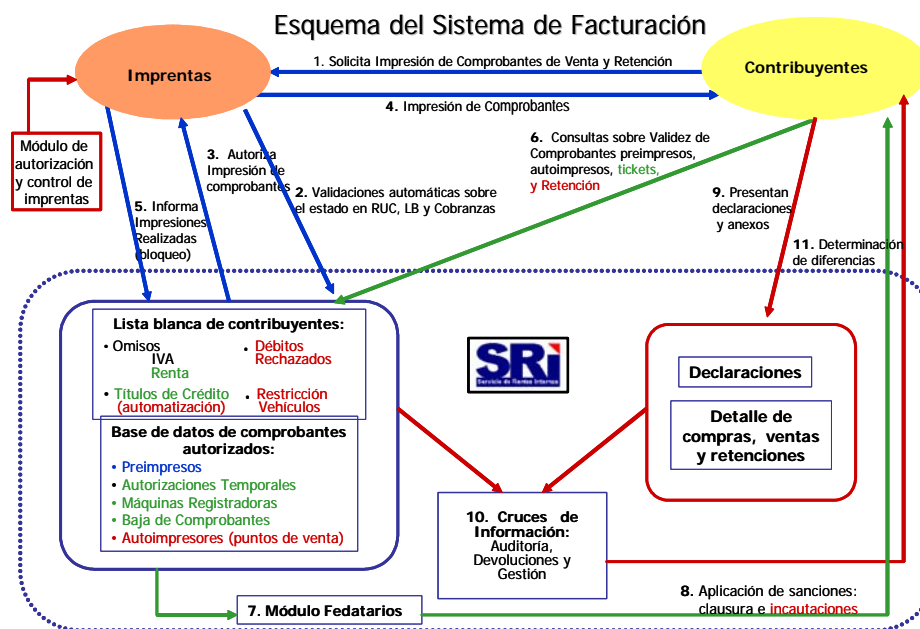 Esquema del Sistema de Facturación
Imprentas
1. Solicita Impresión de Comprobantes de Venta y Retención
Contribuyentes
4. Impresión de Comprobantes
Módulo de
autorización
y control de
imprentas
3. Autoriza
Impresión de
comprobantes
5. Informa
Impresiones
Realizadas
(bloqueo)
2. Validaciones automáticas sobre
el estado en RUC, LB y Cobranzas
6. Consultas sobre Validez de
Comprobantes preimpresos,
autoimpresos, tickets,
y Retención
9. Presentan
declaraciones
y anexos
11. Determinación
de diferencias
Lista blanca de contribuyentes:
• Omisos
IVA
Renta
• Débitos
Rechazados
• Títulos de Crédito
(automatización)
• Restricción
Vehículos
Base de datos de comprobantes
autorizados:
• Preimpresos
• Autorizaciones Temporales
• Máquinas Registradoras
• Baja de Comprobantes
• Autoimpresores (puntos de venta)
SRi
Servicio de Rentas Internas
Declaraciones
Detalle de
compras, ventas
y retenciones
10. Cruces de
Información:
Auditoría,
Devoluciones y
Gestión
7. Módulo Fedatarios
8. Aplicación de sanciones:
clausura e incautaciones